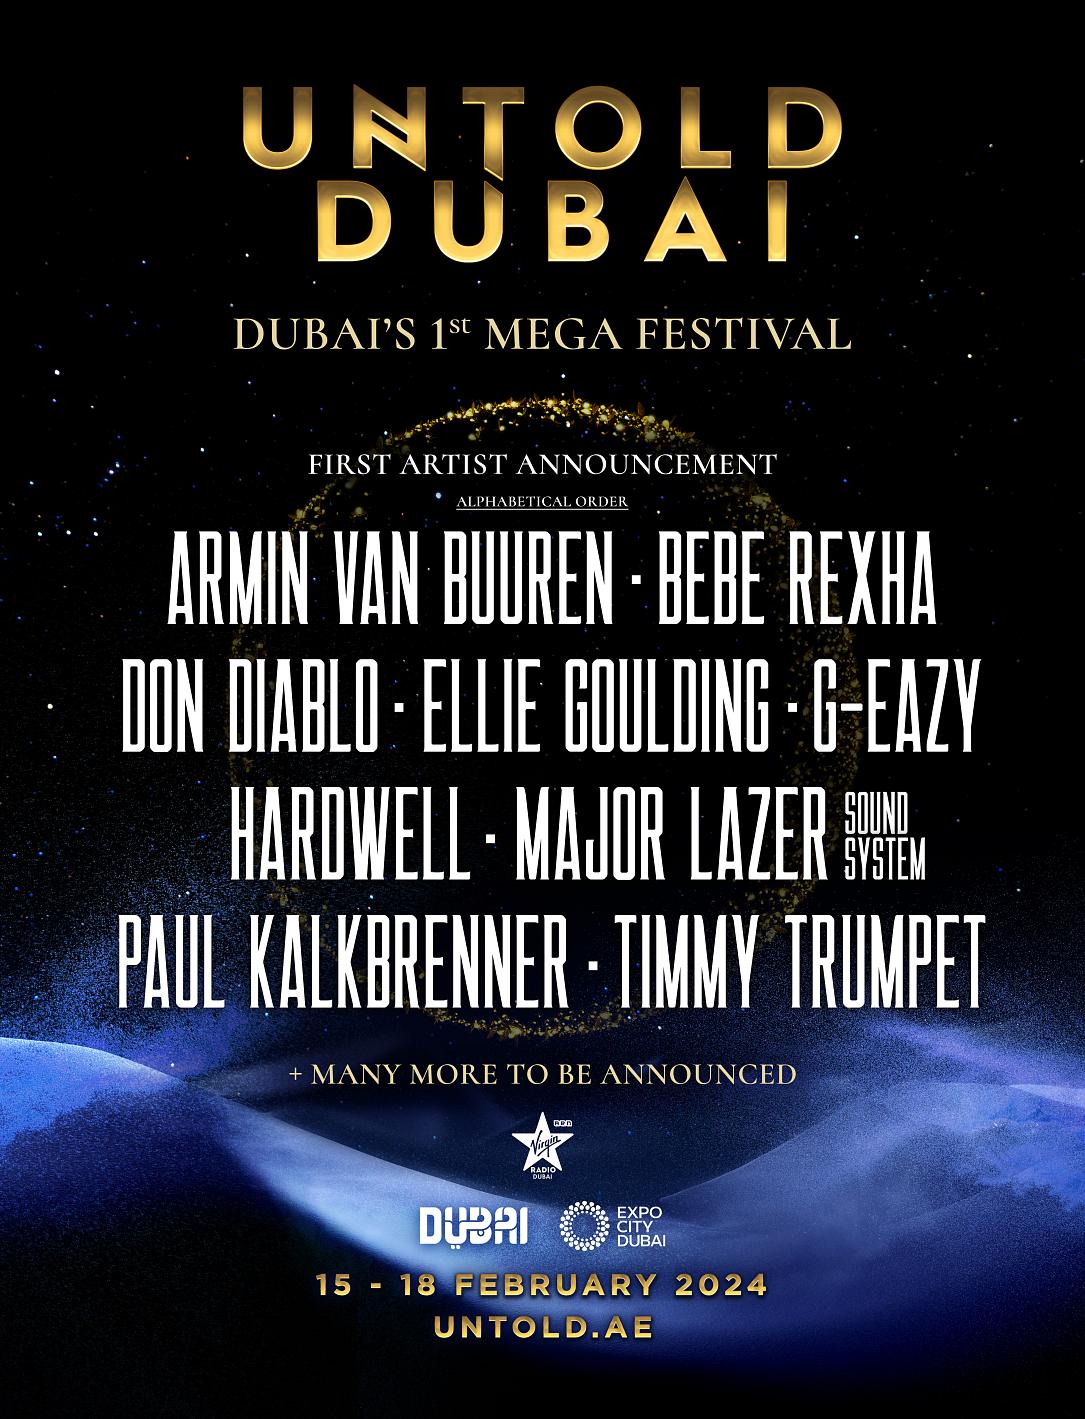 UNTOLD
DUBAI
DUBAI'S 1st MEGA FESTIVAL
FIRST ARTIST ANNOUNCEMENT
ALPHABETICAL ORDER
ARMIN VAN BUUREN · BEBE REXHA
DON DIABLO · ELLIE GOULDING · G-EAZY
HARDWELL · MAJOR LAZER SOUND SYSTEM
PAUL KALKBRENNER · TIMMY TRUMPET
+ MANY MORE TO BE ANNOUNCED
ARN
Virgin
RADIO
DUBAI
DUBAI
EXPO
CITY
DUBAI
15 - 18 FEBRUARY 2024
UNTOLD.AE